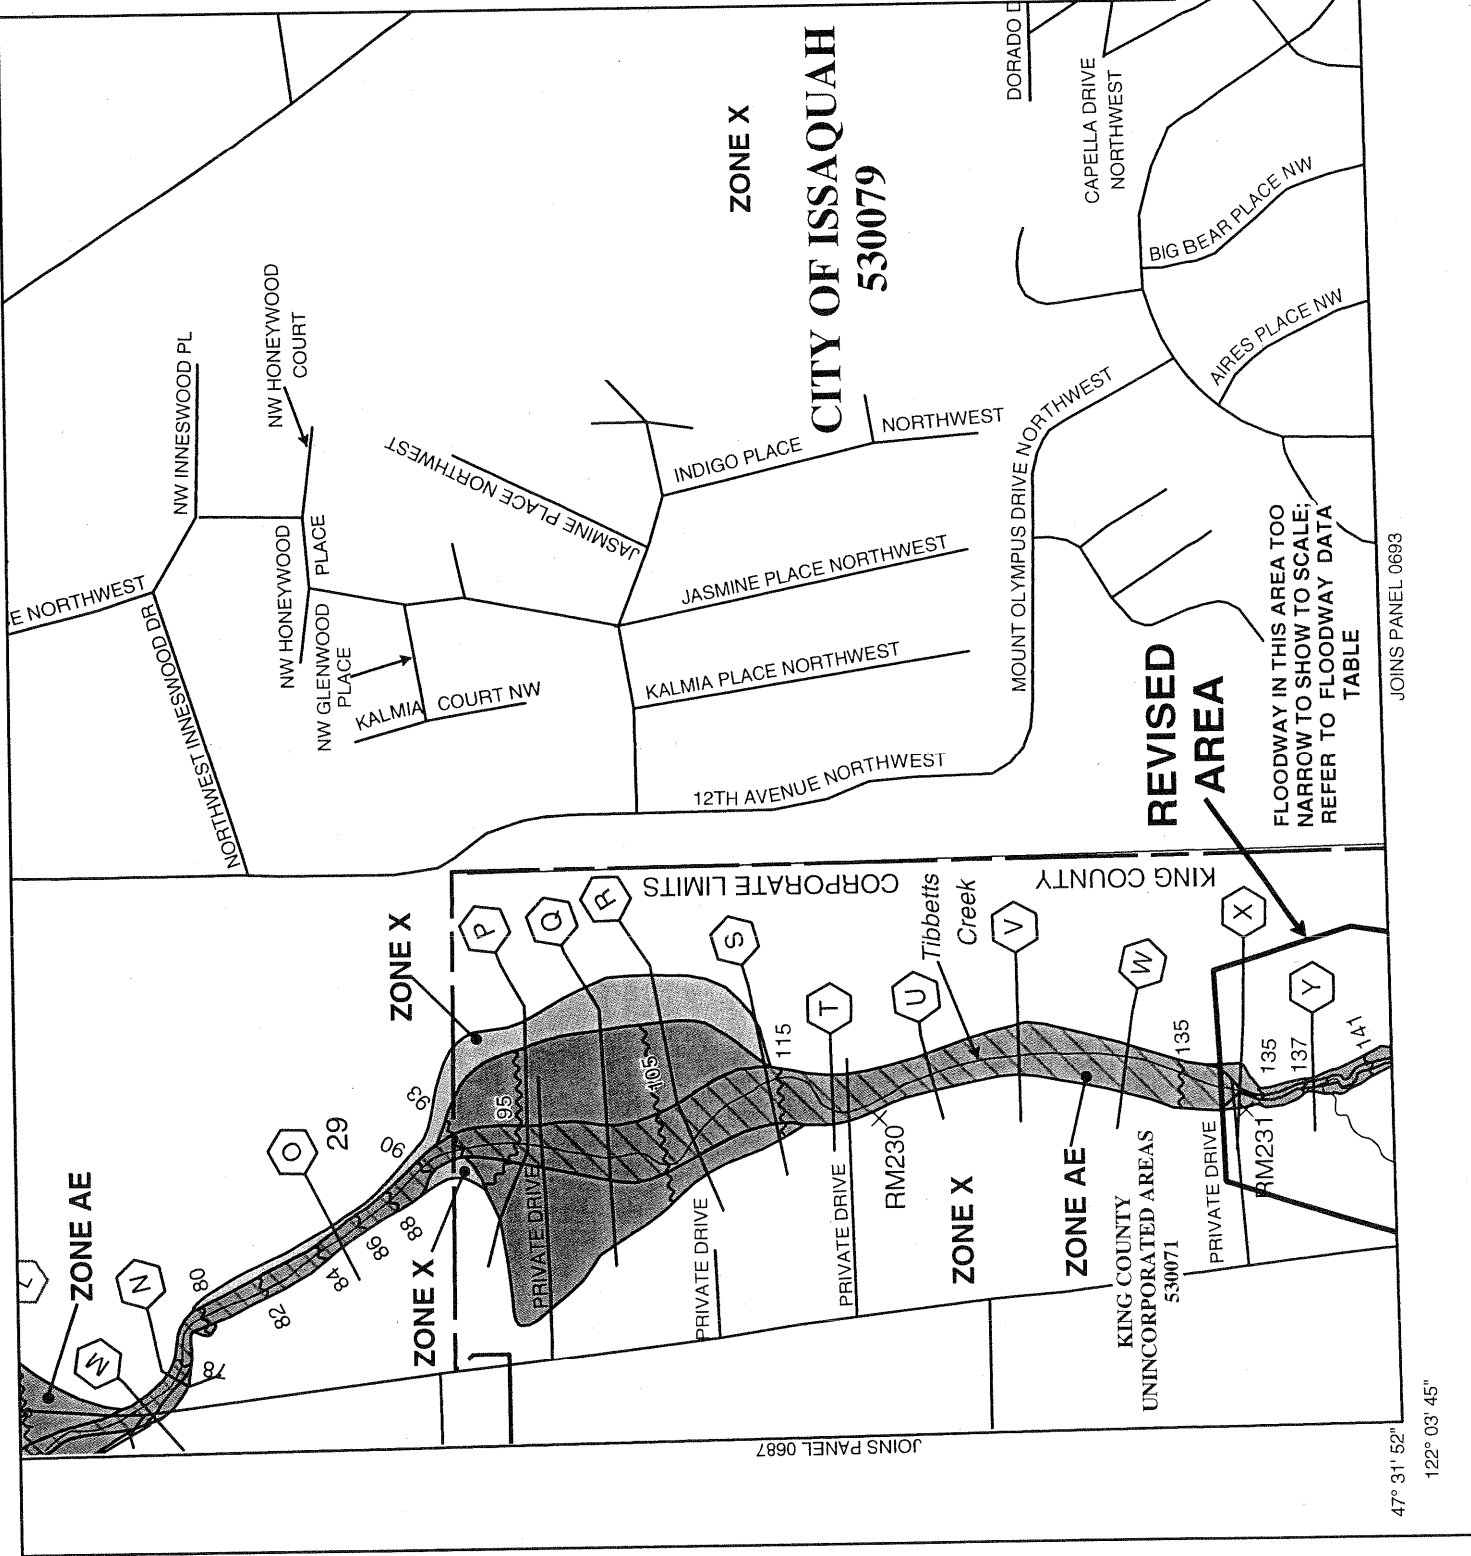 E NORTHWEST
NW INNESWOOD PL
NW HONEYWOOD
COURT
NORTHWEST INNESWOOD DR
NW HONEYWOOD
PLACE
NW GLENWOOD
PLACE
KALMIA
COURT NW
JASMINE PLACE NORTHWEST
INDIGO PLACE
NORTHWEST
JASMINE PLACE NORTHWEST
KALMIA PLACE NORTHWEST
12TH AVENUE NORTHWEST
MOUNT OLYMPUS DRIVE NORTHWEST
ZONE X
CITY OF ISSAQUAH
530079
DORADO D
CAPELLA DRIVE
NORTHWEST
BIG BEAR PLACE NW
AIRES PLACE NW
REVISED
AREA
FLOODWAY IN THIS AREA TOO
NARROW TO SHOW TO SCALE;
REFER TO FLOODWAY DATA
TABLE
JOINS PANEL 0693
CORPORATE LIMITS
KING COUNTY
ZONE X
P
Q
R
S
T
U
Tibbetts
Creek
V
W
X
Y
L
ZONE AE
M
N
O
29
78
80
82
84
86
88
90
93
95
105
115
135
135
137
141
ZONE X
PRIVATE DRIVE
PRIVATE DRIVE
PRIVATE DRIVE
RM230
ZONE X
ZONE AE
KING COUNTY
UNINCORPORATED AREAS
530071
PRIVATE DRIVE
RM231
JOINS PANEL 0687
47° 31' 52"
122° 03' 45"